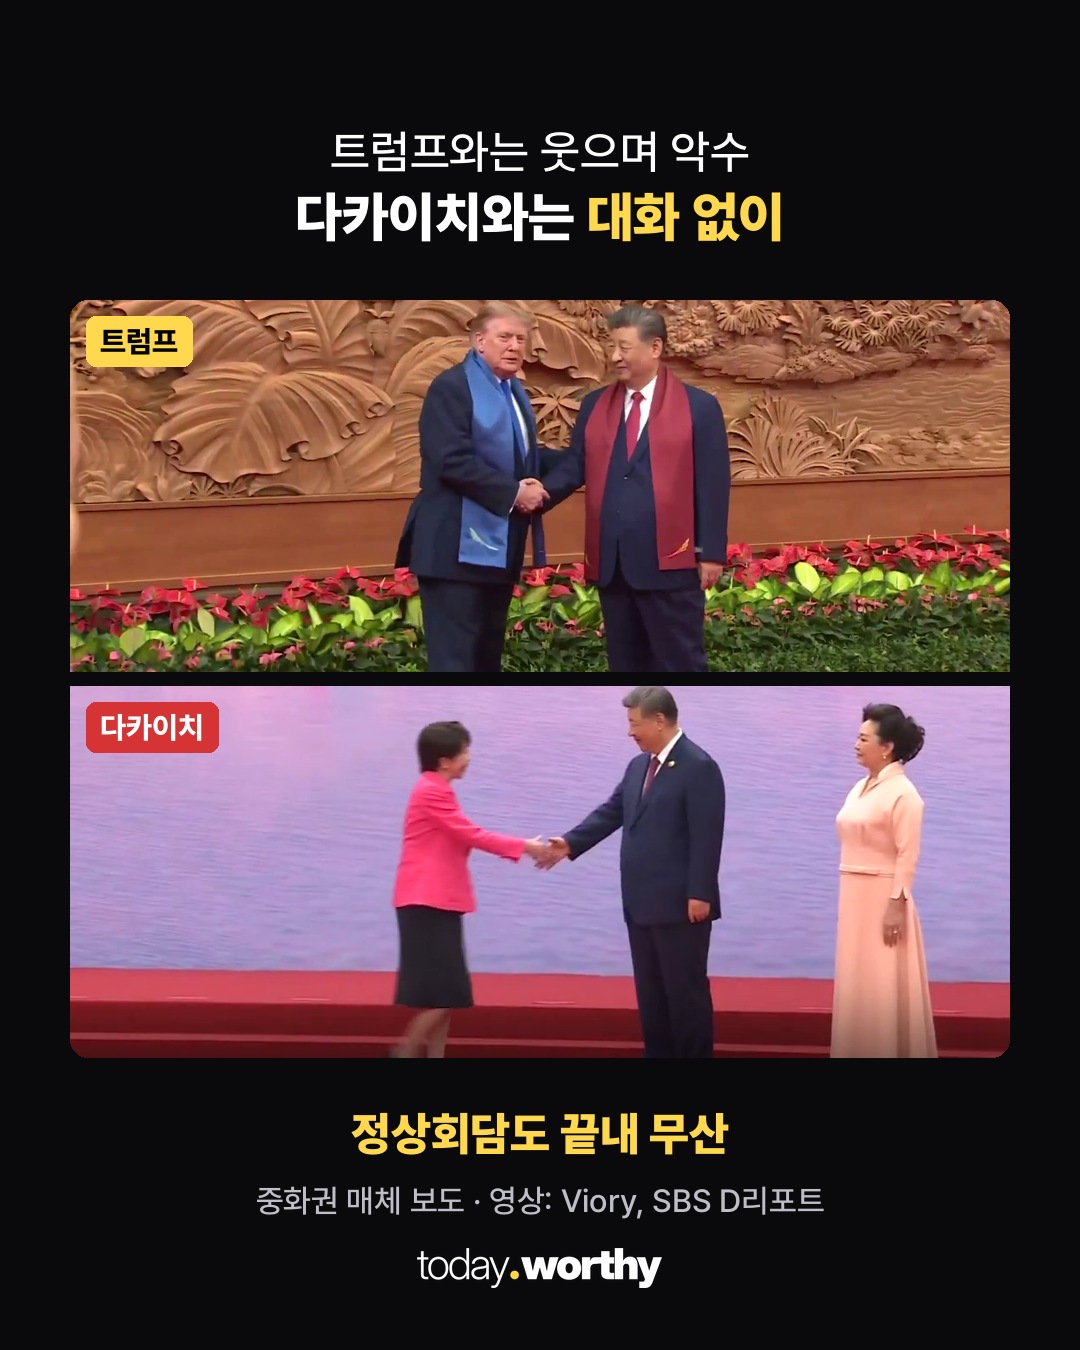 트럼프와는 웃으며 악수
다카이치와는 대화 없이
트럼프
다카이치
정상회담도 끝내 무산
중화권 매체 보도 · 영상: Viory, SBS D리포트
today.worthy